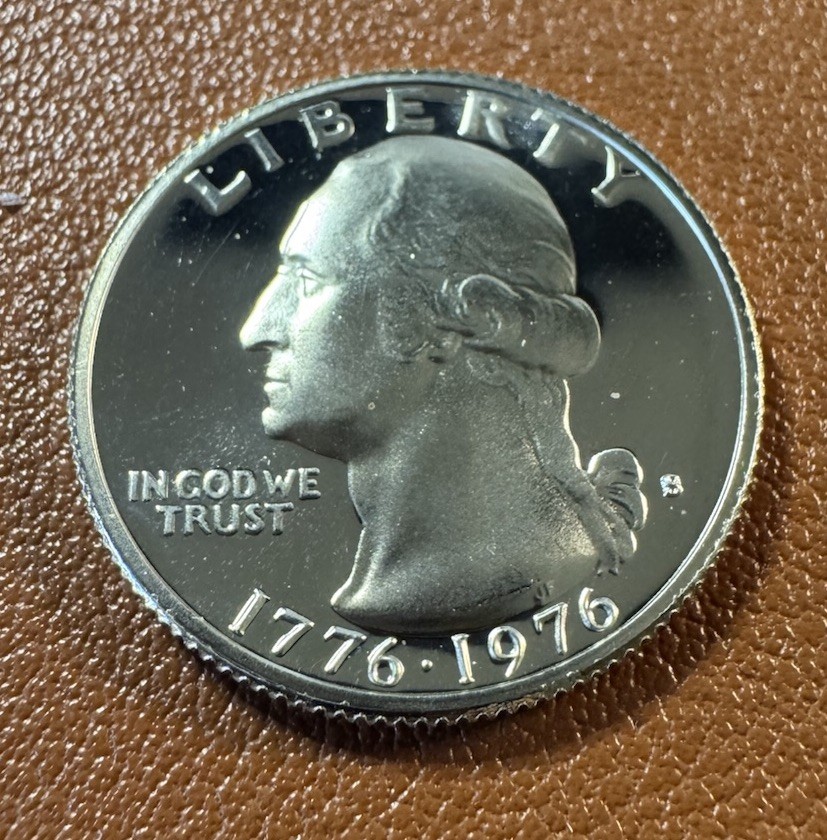 LIBERTY
IN GOD WE
TRUST
S
1776·1976